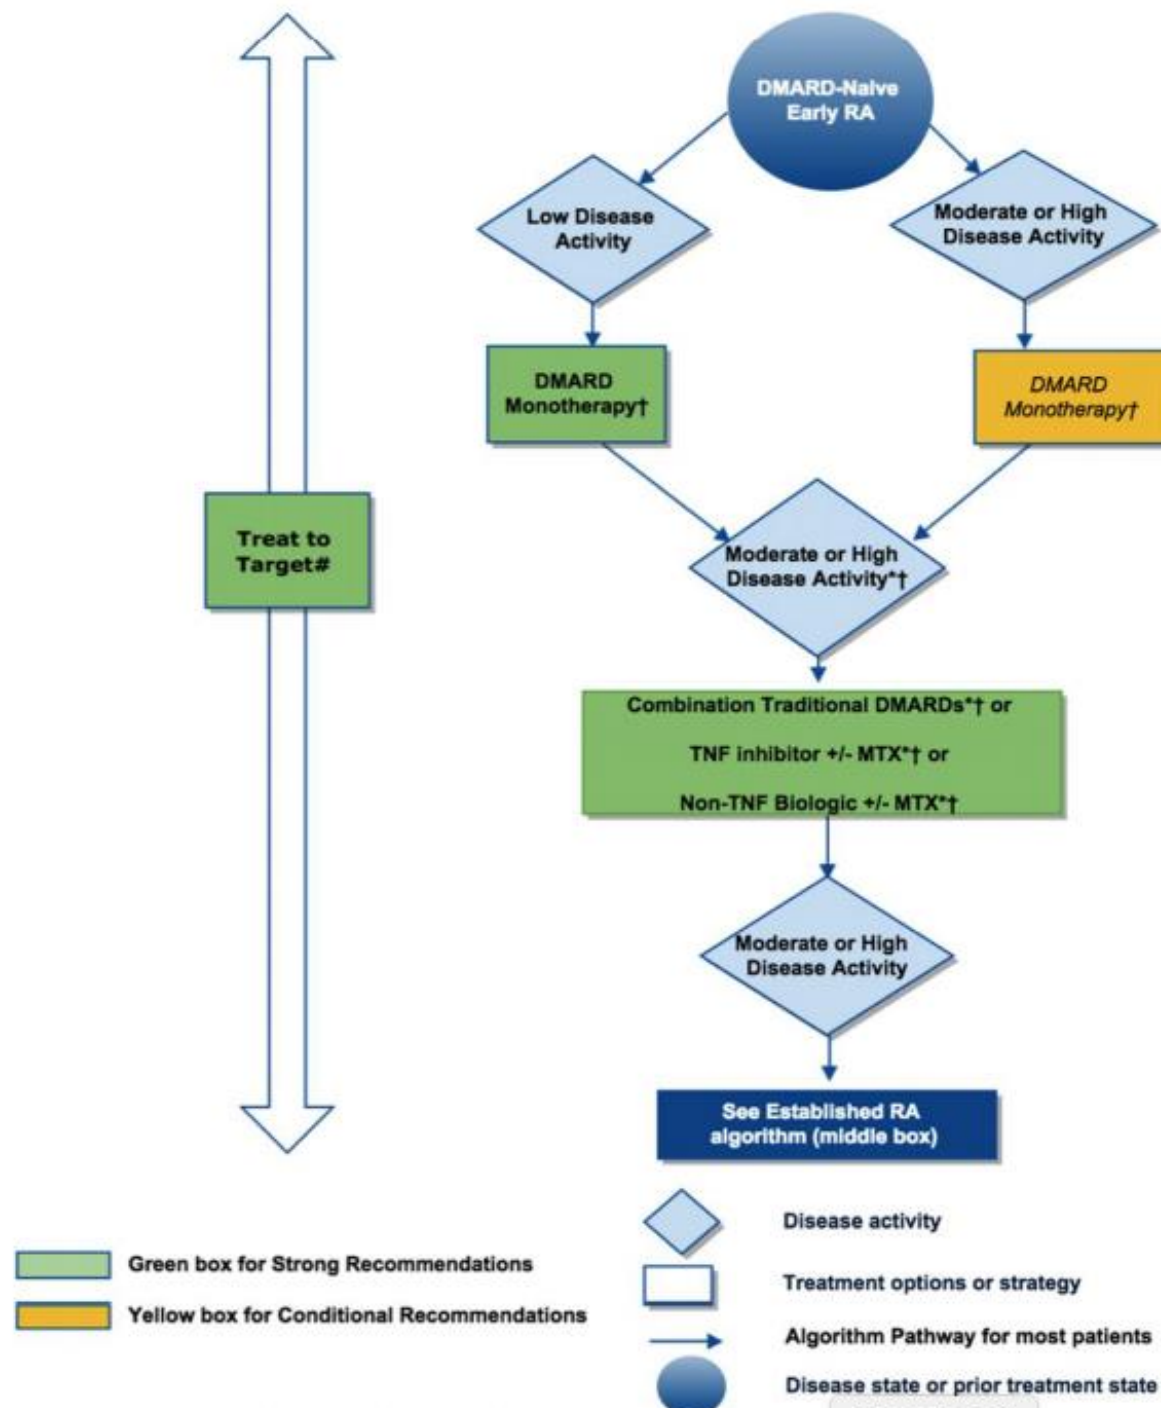 DMARD-Naive
Early RA
Low Disease
Activity
Moderate or High
Disease Activity
DMARD
Monotherapy†
DMARD
Monotherapy†
Treat to
Target#
Moderate or High
Disease Activity*†
Combination Traditional DMARDs*† or
TNF inhibitor +/- MTX*† or
Non-TNF Biologic +/- MTX*†
Moderate or High
Disease Activity
See Established RA
algorithm (middle box)
Green box for Strong Recommendations
Yellow box for Conditional Recommendations
Disease activity
Treatment options or strategy
Algorithm Pathway for most patients
Disease state or prior treatment state